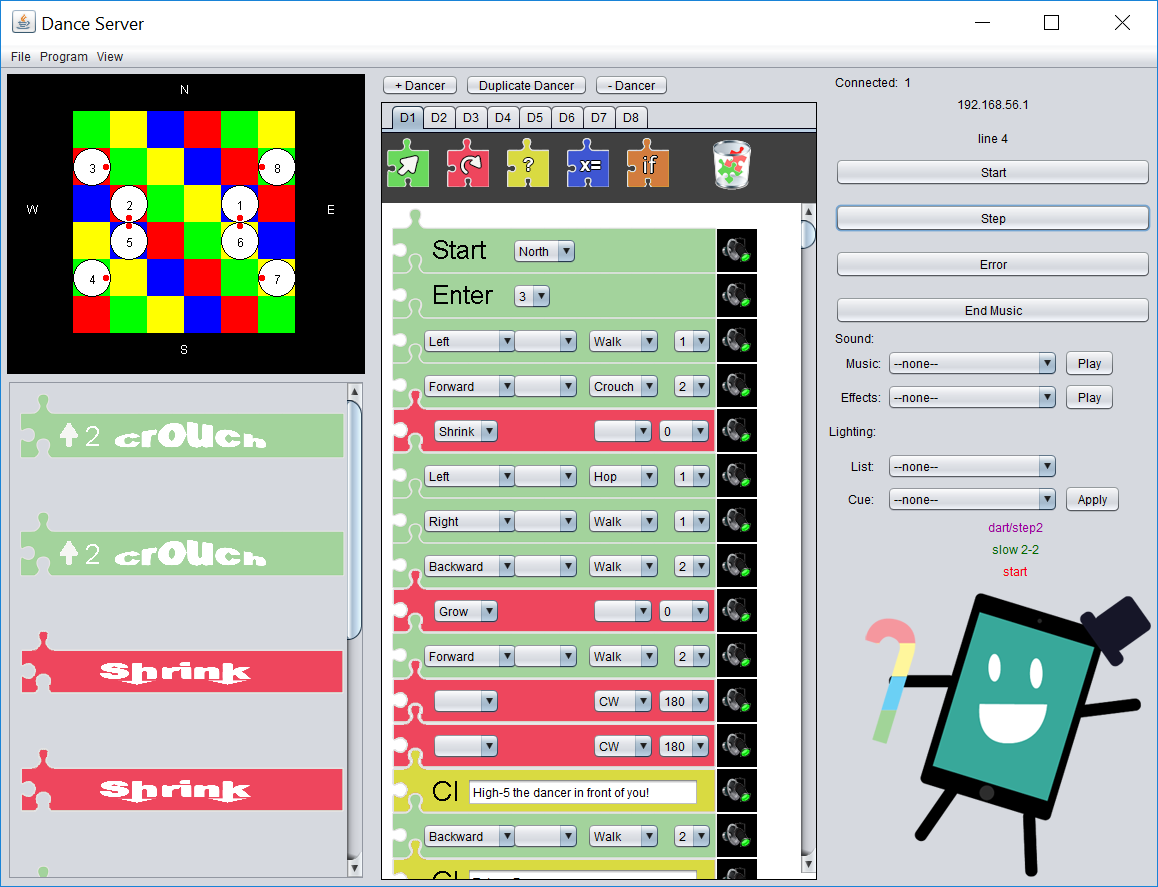 Dance Server
File Program View
N
W
E
S
3
8
2
1
5
6
4
7
2 crouch
2 crouch
Shrink
Shrink
+ Dancer Duplicate Dancer - Dancer
D1 D2 D3 D4 D5 D6 D7 D8
? x= if
Start North
Enter 3
Left Walk 1
Forward Crouch 2
Shrink 0
Left Hop 1
Right Walk 1
Backward Walk 2
Grow 0
Forward Walk 2
CW 180
CW 180
CI High-5 the dancer in front of you!
Backward Walk 2
CI
Connected: 1
192.168.56.1
line 4
Start
Step
Error
End Music
Sound:
Music: --none-- Play
Effects: --none-- Play
Lighting:
List: --none--
Cue: --none-- Apply
dart/step2
slow 2-2
start